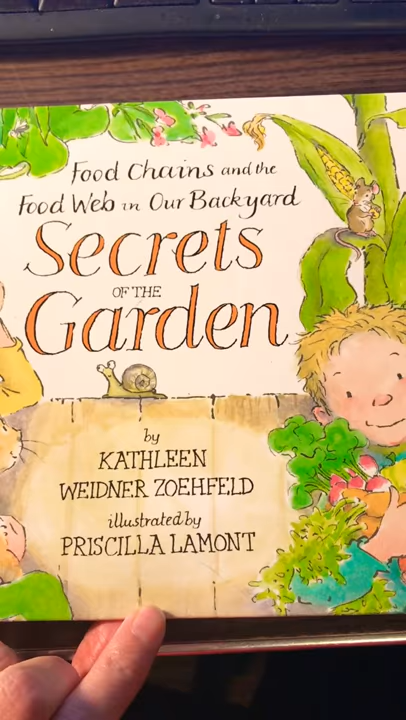 Food Chains and the
Food Web in Our Backyard
Secrets
OF THE
Garden
by
KATHLEEN
WEIDNER ZOEHFELD
illustrated by
PRISCILLA LAMONT